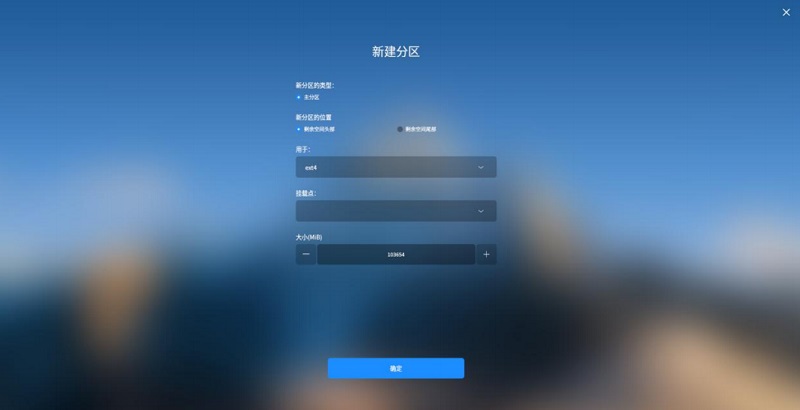 新建分区
新分区的类型:
主分区
新分区的位置
剩余空间头部 剩余空间尾部
用于:
ext4
挂载点:
大小(MiB)
103654
确定